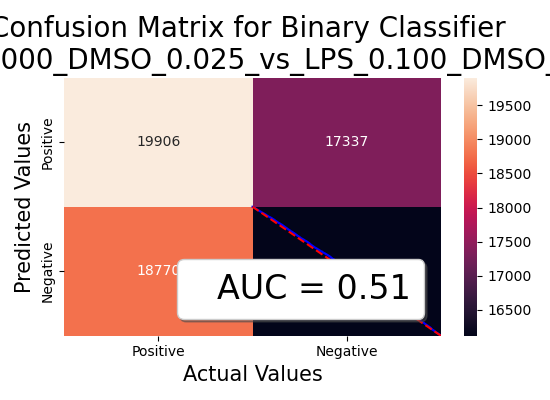 Confusion Matrix for Binary Classifier
000_DMSO_0.025_vs_LPS_0.100_DMSO_
Predicted Values
Positive
Negative
19906
17337
18770
AUC = 0.51
Positive
Negative
Actual Values
19500
19000
18500
18000
17500
17000
16500